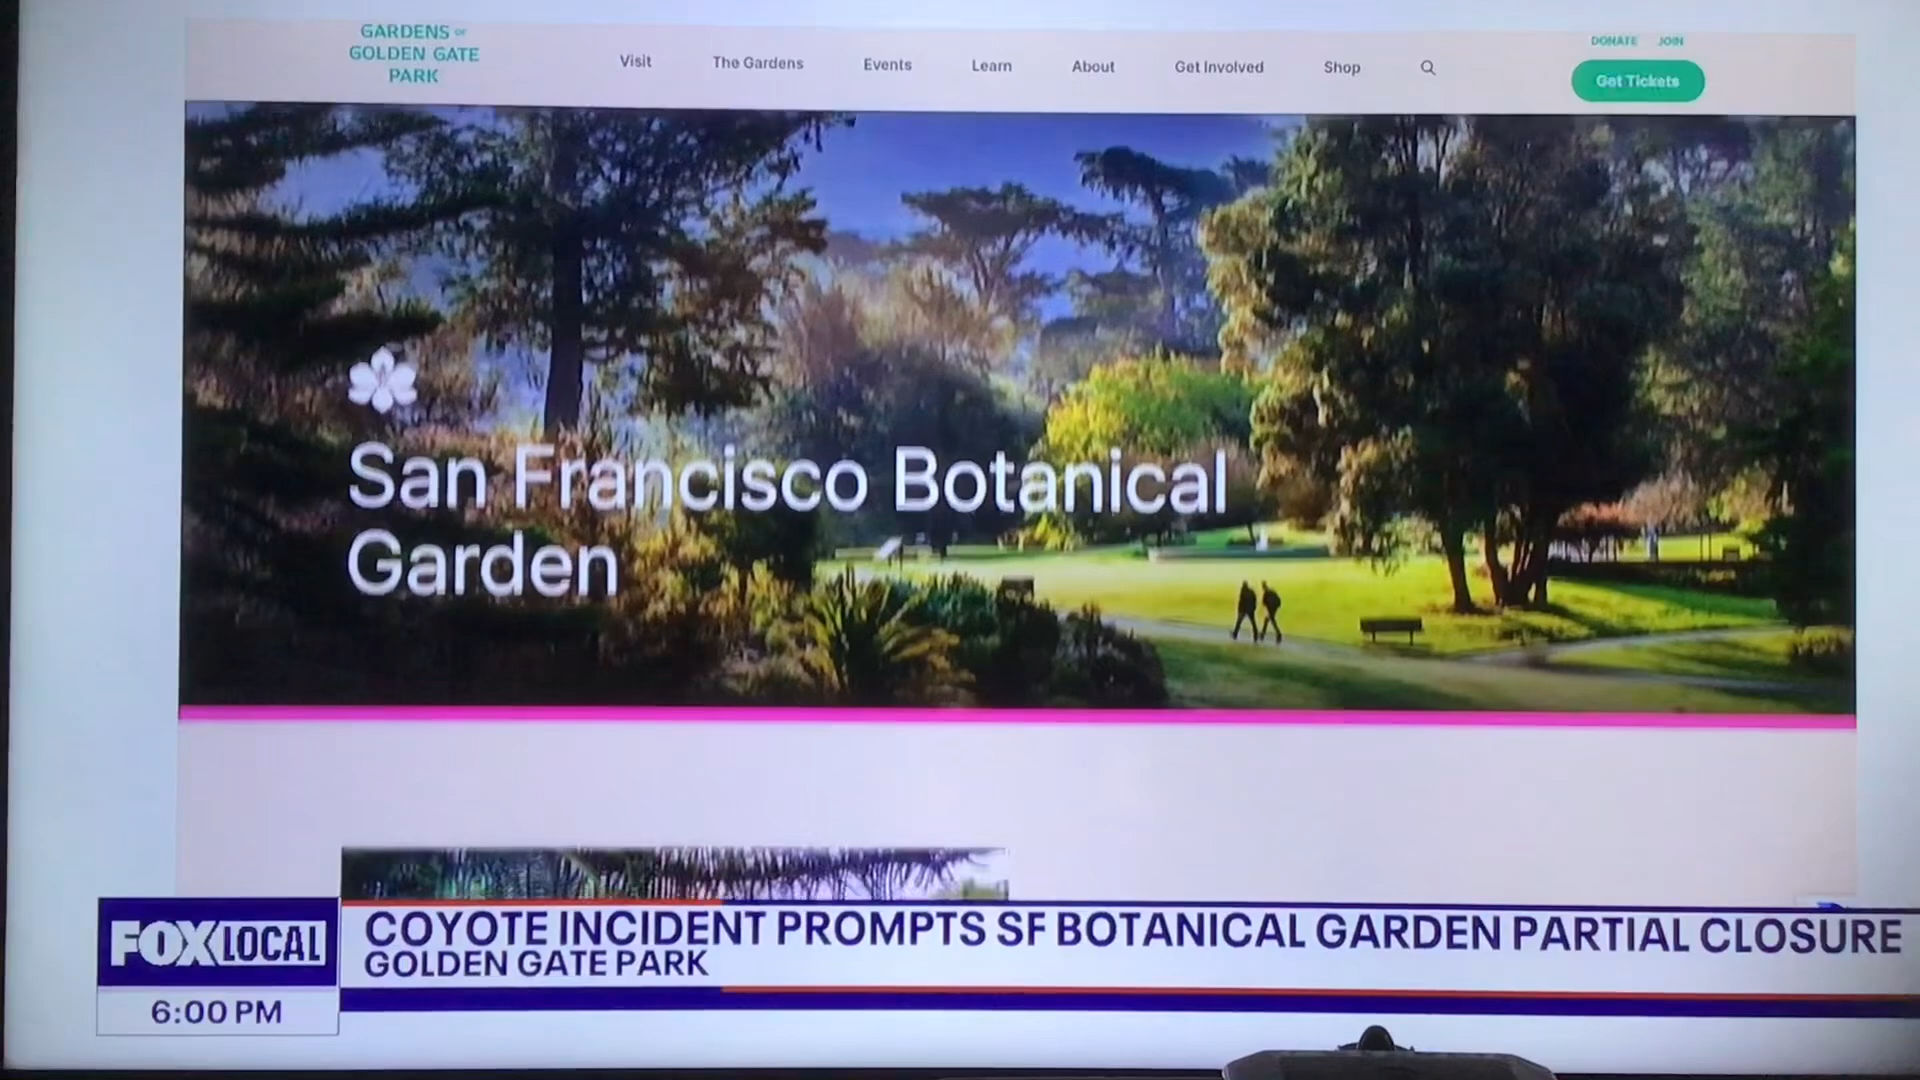 GARDENS OF
GOLDEN GATE
PARK
Visit
The Gardens
Events
Learn
About
Get Involved
Shop
DONATE
JOIN
Get Tickets
San Francisco Botanical
Garden
FOX LOCAL
6:00 PM
COYOTE INCIDENT PROMPTS SF BOTANICAL GARDEN PARTIAL CLOSURE
GOLDEN GATE PARK